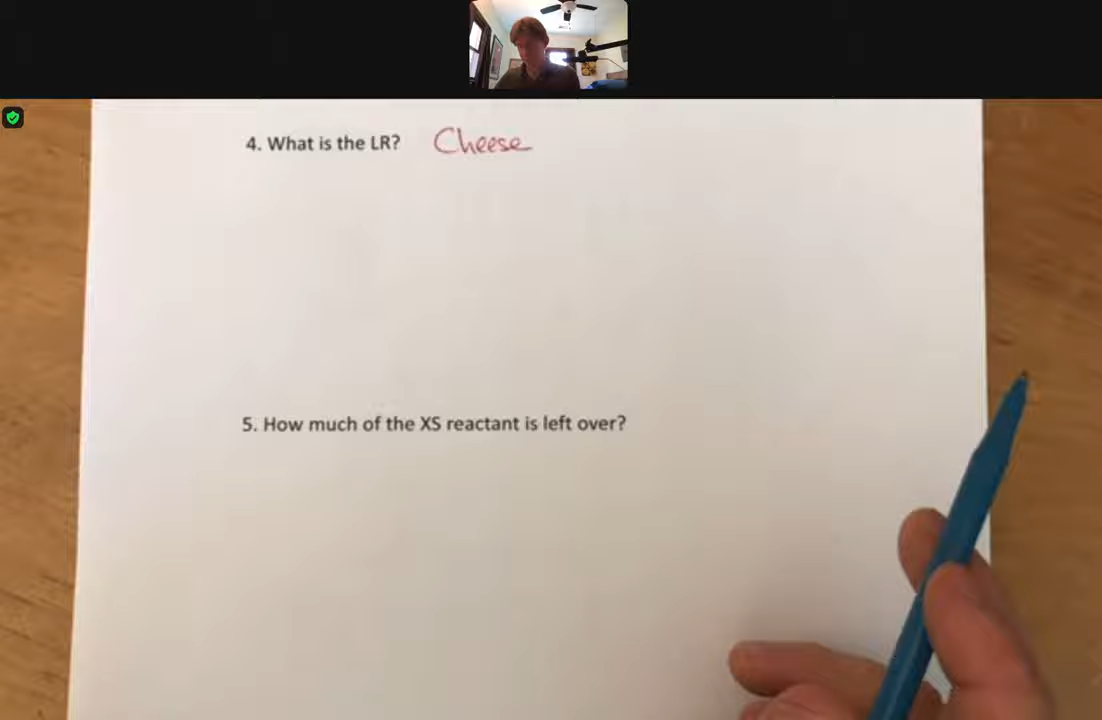 4. What is the LR? Cheese
5. How much of the XS reactant is left over?